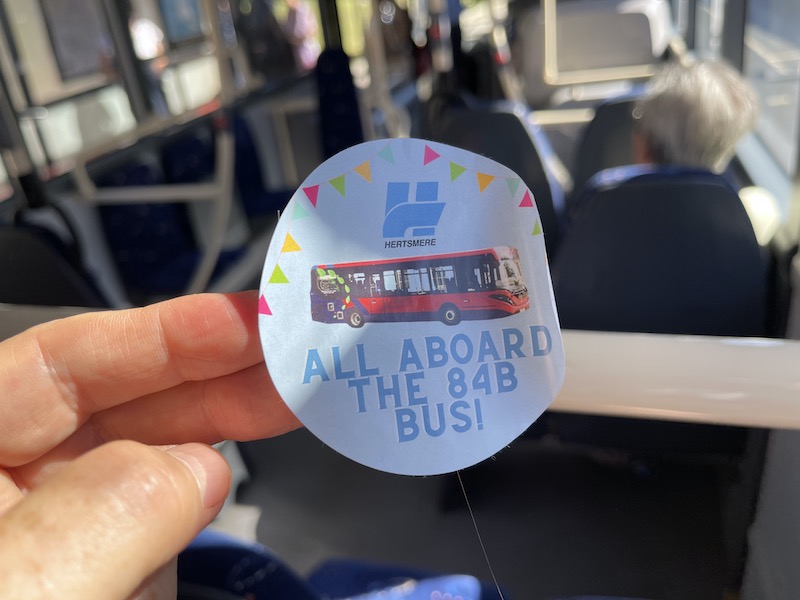 HERTSMERE
ALL ABOARD
THE 84B
BUS!